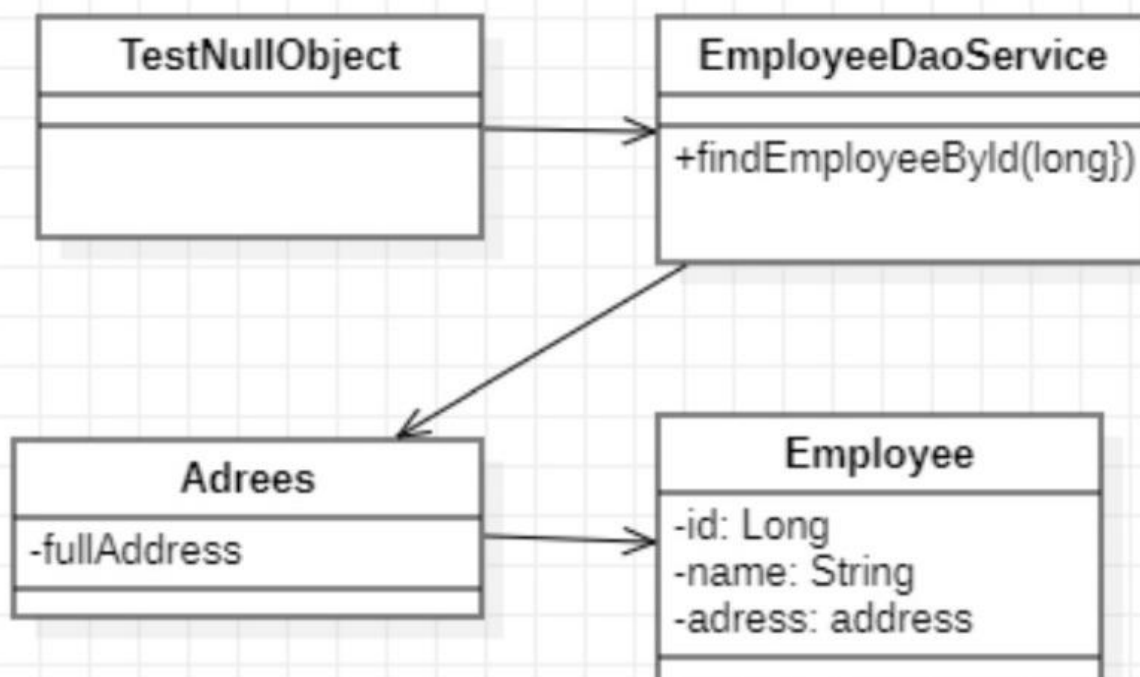 TestNullObject
EmployeeDaoService
+findEmployeeById(long})
Adrees
-fullAddress
Employee
-id: Long
-name: String
-adress: address